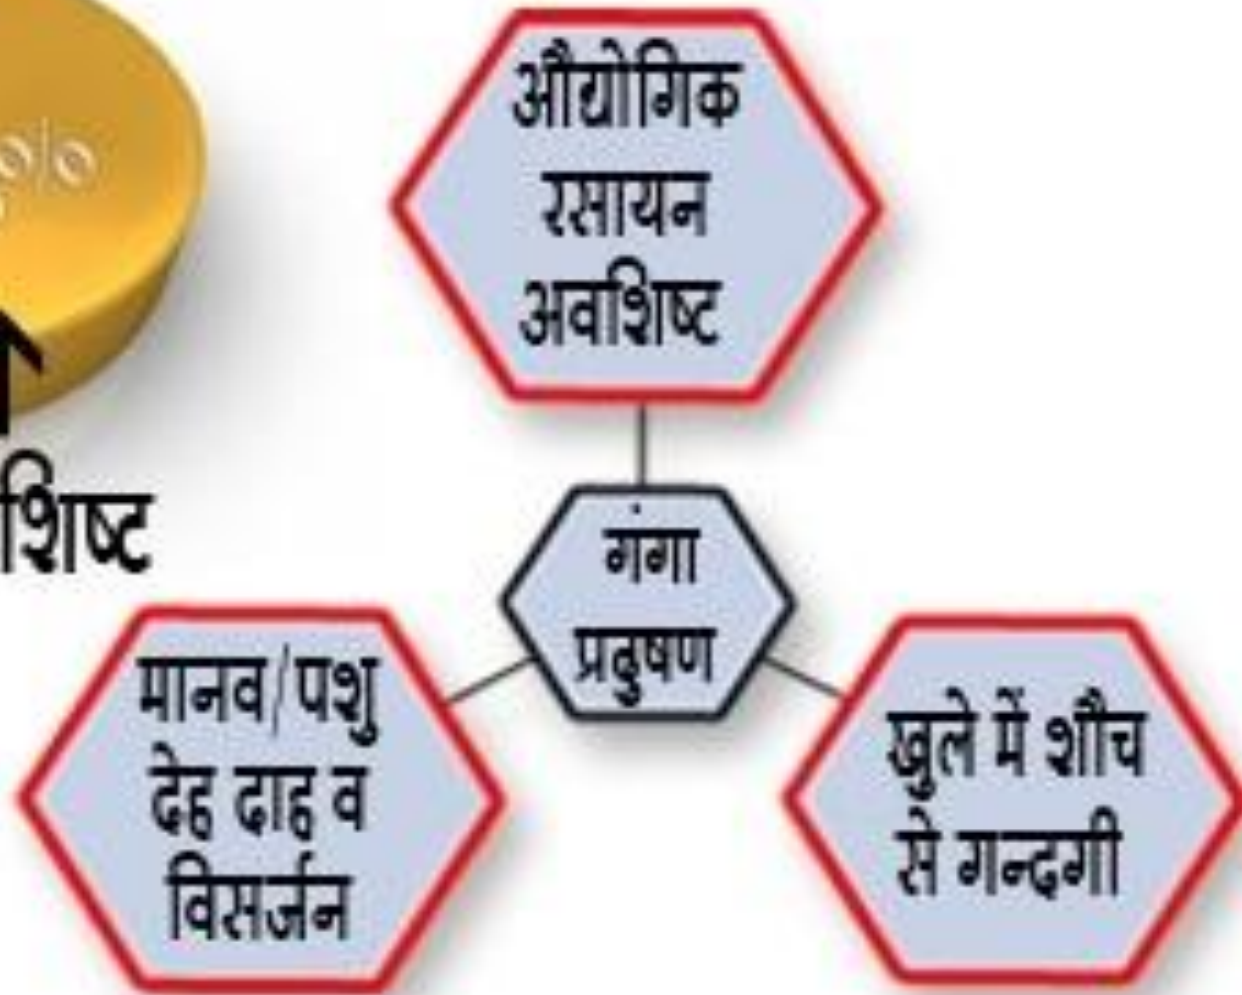 औद्योगिक
रसायन
अवशिष्ट
%
शिष्ट
गंगा
प्रदुषण
मानव/पशु
देह दाह व
विसर्जन
खुले में शौच
से गन्दगी